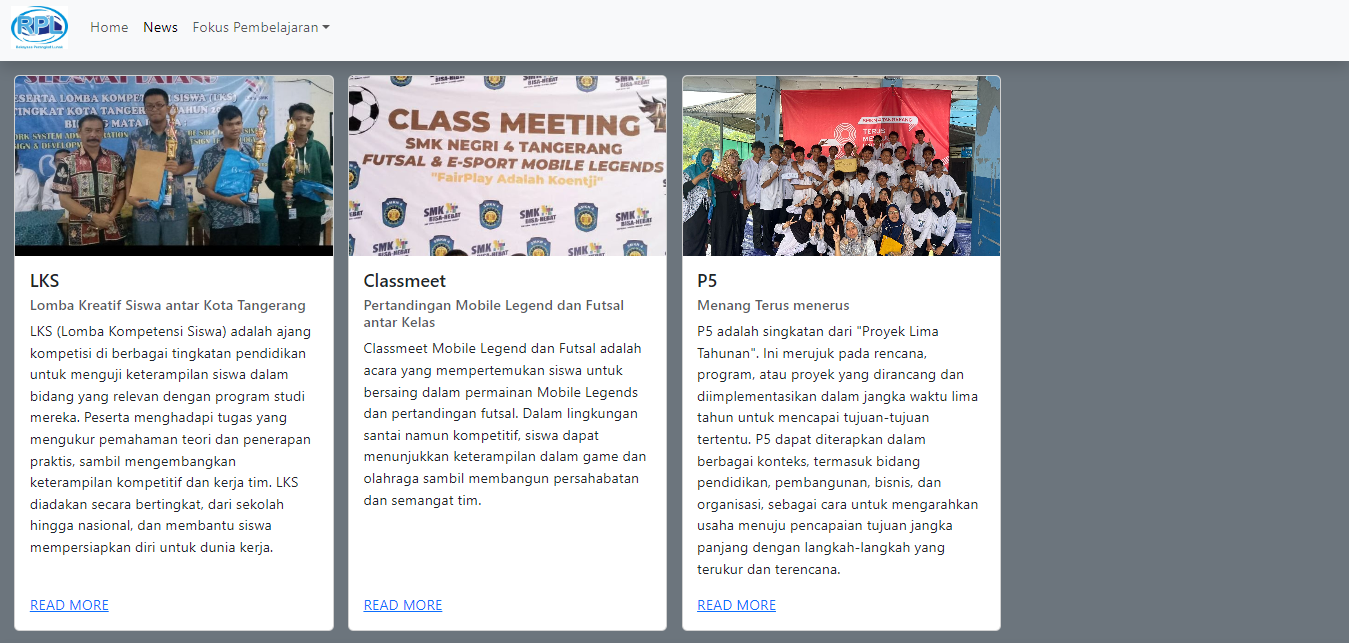 RPL
Rekayasa Perangkat Lunak
Home News Fokus Pembelajaran
SELAMAT DATANG
PESERTA LOMBA KOMPETENSI SISWA (LKS)
TINGKAT KOTA TANGERANG TAHUN
CLASS MEETING
SMK NEGRI 4 TANGERANG
FUTSAL & E-SPORT MOBILE LEGENDS
"FairPlay Adalah Koentji"
SMK
BISA-HEBAT
SMKN 4 TANGERANG
TERUS
LKS
Lomba Kreatif Siswa antar Kota Tangerang
LKS (Lomba Kompetensi Siswa) adalah ajang
kompetisi di berbagai tingkatan pendidikan
untuk menguji keterampilan siswa dalam
bidang yang relevan dengan program studi
mereka. Peserta menghadapi tugas yang
mengukur pemahaman teori dan penerapan
praktis, sambil mengembangkan
keterampilan kompetitif dan kerja tim. LKS
diadakan secara bertingkat, dari sekolah
hingga nasional, dan membantu siswa
mempersiapkan diri untuk dunia kerja.
READ MORE
Classmeet
Pertandingan Mobile Legend dan Futsal
antar Kelas
Classmeet Mobile Legend dan Futsal adalah
acara yang mempertemukan siswa untuk
bersaing dalam permainan Mobile Legends
dan pertandingan futsal. Dalam lingkungan
santai namun kompetitif, siswa dapat
menunjukkan keterampilan dalam game dan
olahraga sambil membangun persahabatan
dan semangat tim.
READ MORE
P5
Menang Terus menerus
P5 adalah singkatan dari "Proyek Lima
Tahunan". Ini merujuk pada rencana,
program, atau proyek yang dirancang dan
diimplementasikan dalam jangka waktu lima
tahun untuk mencapai tujuan-tujuan
tertentu. P5 dapat diterapkan dalam
berbagai konteks, termasuk bidang
pendidikan, pembangunan, bisnis, dan
organisasi, sebagai cara untuk mengarahkan
usaha menuju pencapaian tujuan jangka
panjang dengan langkah-langkah yang
terukur dan terencana.
READ MORE